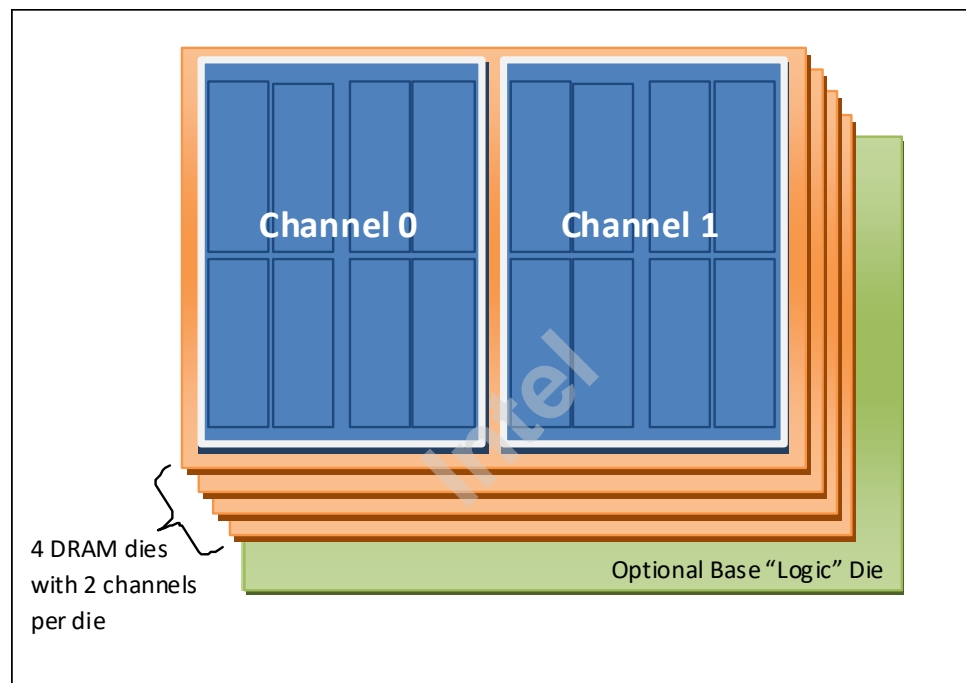 Channel 0
Channel 1
Intel
4 DRAM dies
with 2 channels
per die
Optional Base “Logic” Die